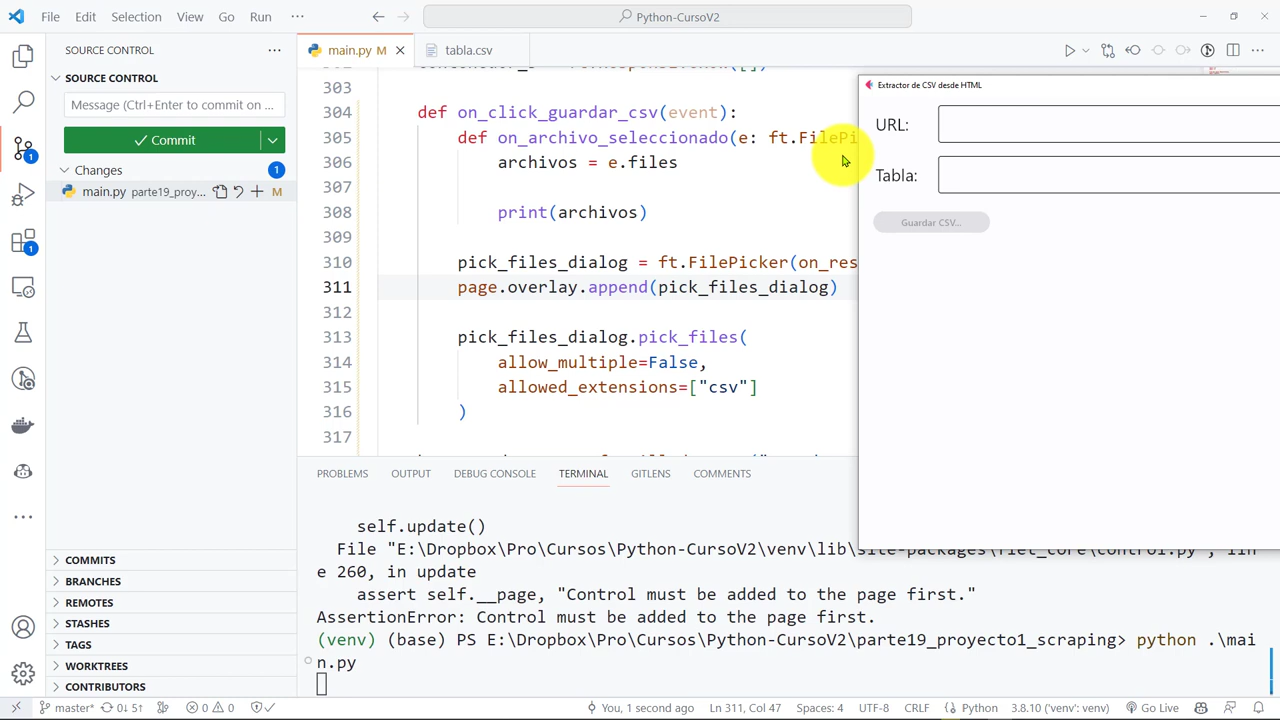 File Edit Selection View Go Run ··· Python-CursoV2
SOURCE CONTROL ···
main.py M
tabla.csv
SOURCE CONTROL
Message (Ctrl+Enter to commit on ...
Commit
Changes 1
main.py parte19_proy... M
1
1
303
304 def on_click_guardar_csv(event):
305 def on_archivo_seleccionado(e: ft.FilePi
306 archivos = e.files
307
308 print(archivos)
309
310 pick_files_dialog = ft.FilePicker(on_res
311 page.overlay.append(pick_files_dialog)
312
313 pick_files_dialog.pick_files(
314 allow_multiple=False,
315 allowed_extensions=["csv"]
316 )
317
Extractor de CSV desde HTML
URL:
Tabla:
Guardar CSV...
PROBLEMS OUTPUT DEBUG CONSOLE TERMINAL GITLENS COMMENTS
self.update()
File "E:\Dropbox\Pro\Cursos\Python-CursoV2\venv\lib\site-packages\flet_core\control.py", lin
e 260, in update
assert self.__page, "Control must be added to the page first."
AssertionError: Control must be added to the page first.
(venv) (base) PS E:\Dropbox\Pro\Cursos\Python-CursoV2\parte19_proyecto1_scraping> python .\mai
n.py
COMMITS
BRANCHES
REMOTES
STASHES
TAGS
WORKTREES
CONTRIBUTORS
master* 0↓ 5↑ 0 0 You, 1 second ago Ln 311, Col 47 Spaces: 4 UTF-8 CRLF Python 3.8.10 ('venv': venv) Go Live